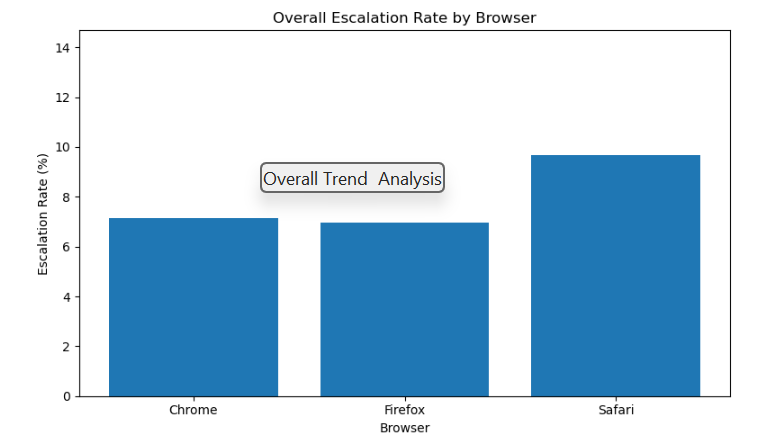 Overall Escalation Rate by Browser
14
12
10
8
6
4
2
0
Escalation Rate (%)
Overall Trend  Analysis
Chrome Firefox Safari
Browser